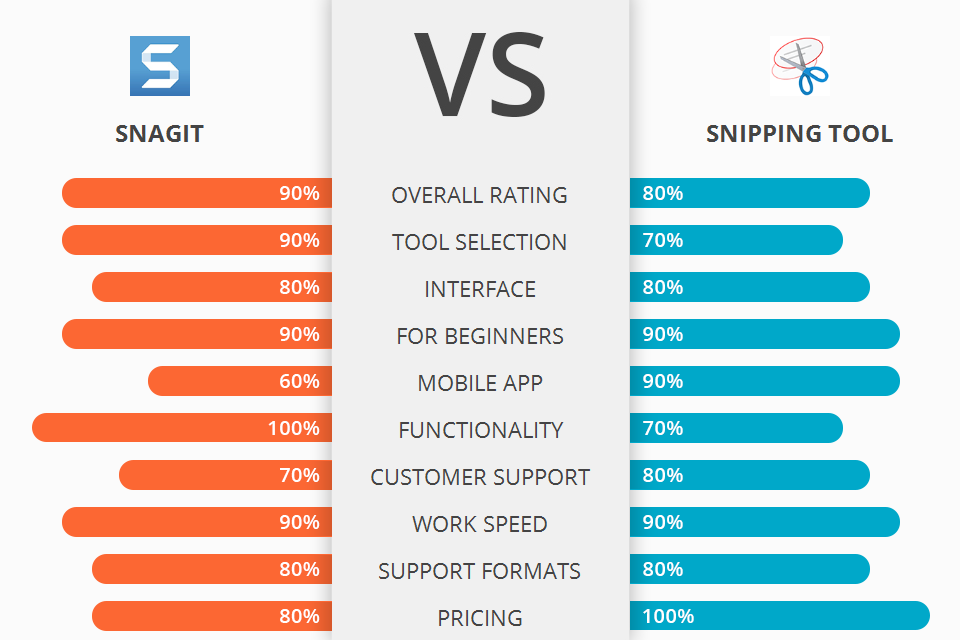 VS
SNAGIT
SNIPPING TOOL
90% OVERALL RATING 80%
90% TOOL SELECTION 70%
80% INTERFACE 80%
90% FOR BEGINNERS 90%
60% MOBILE APP 90%
100% FUNCTIONALITY 70%
70% CUSTOMER SUPPORT 80%
90% WORK SPEED 90%
80% SUPPORT FORMATS 80%
80% PRICING 100%